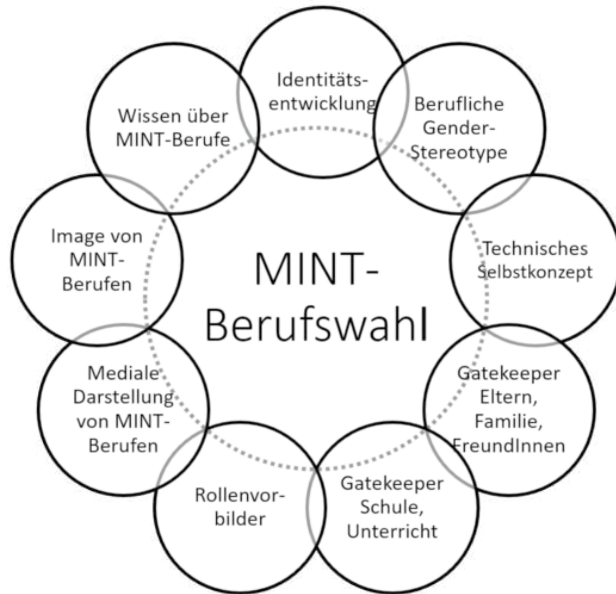 Identitäts-
entwicklung
Berufliche
Gender-
Stereotype
Technisches
Selbstkonzept
Gatekeeper
Eltern,
Familie,
FreundInnen
Gatekeeper
Schule,
Unterricht
Rollenvor-
bilder
Mediale
Darstellung
von MINT-
Berufen
Image von
MINT-
Berufen
Wissen über
MINT-Berufe
MINT-
Berufswahl